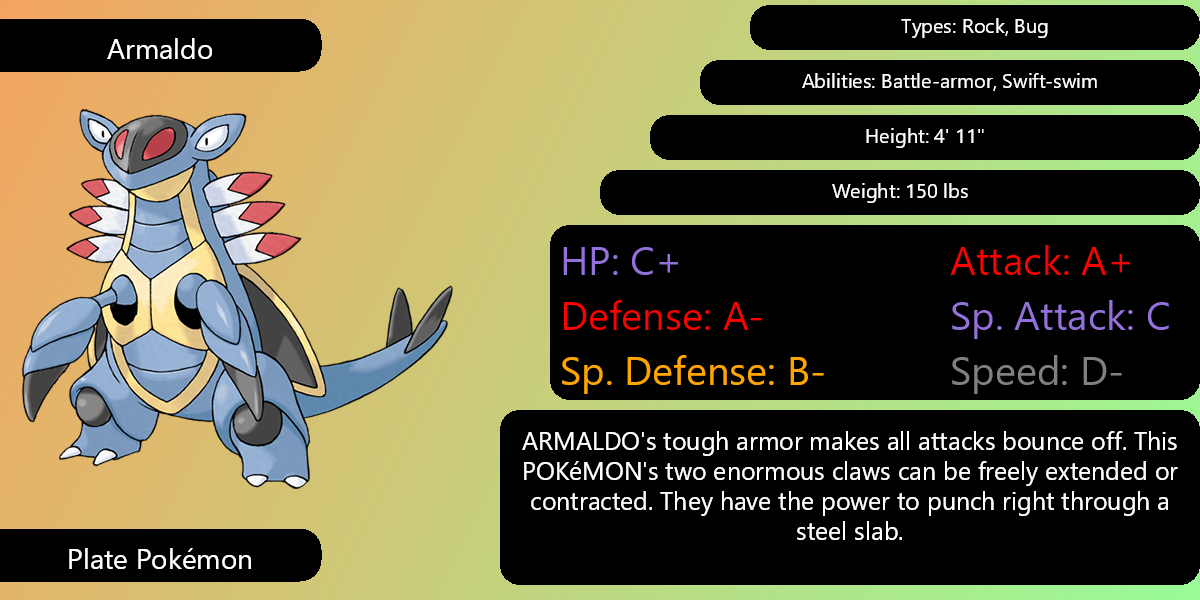 Armaldo
Types: Rock, Bug
Abilities: Battle-armor, Swift-swim
Height: 4' 11"
Weight: 150 lbs
HP: C+
Attack: A+
Defense: A-
Sp. Attack: C
Sp. Defense: B-
Speed: D-
ARMALDO's tough armor makes all attacks bounce off. This
POKéMON's two enormous claws can be freely extended or
contracted. They have the power to punch right through a
steel slab.
Plate Pokémon